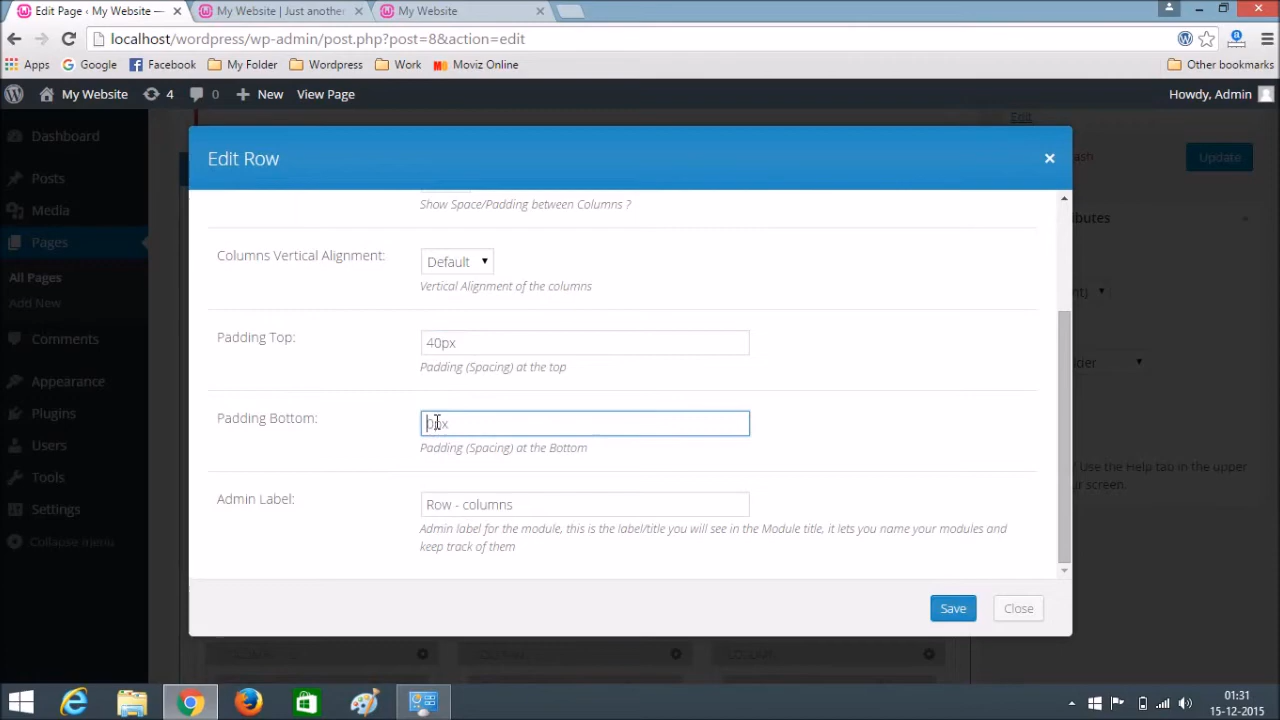 Edit Page ‹ My Website —
My Website | Just another
My Website
localhost/wordpress/wp-admin/post.php?post=8&action=edit
Apps
Google
Facebook
My Folder
Wordpress
Work
Moviz Online
Other bookmarks
My Website
4
0
New
View Page
Howdy, Admin
Dashboard
Posts
Media
Pages
All Pages
Add New
Comments
Appearance
Plugins
Users
Tools
Settings
Collapse menu
Edit
Update
Edit Row
Show Space/Padding between Columns ?
Columns Vertical Alignment:
Default
Vertical Alignment of the columns
Padding Top:
40px
Padding (Spacing) at the top
Padding Bottom:
0px
Padding (Spacing) at the Bottom
Admin Label:
Row - columns
Admin label for the module, this is the label/title you will see in the Module title, it lets you name your modules and
keep track of them
Use the Help tab in the upper
screen.
Save
Close
01:31
15-12-2015